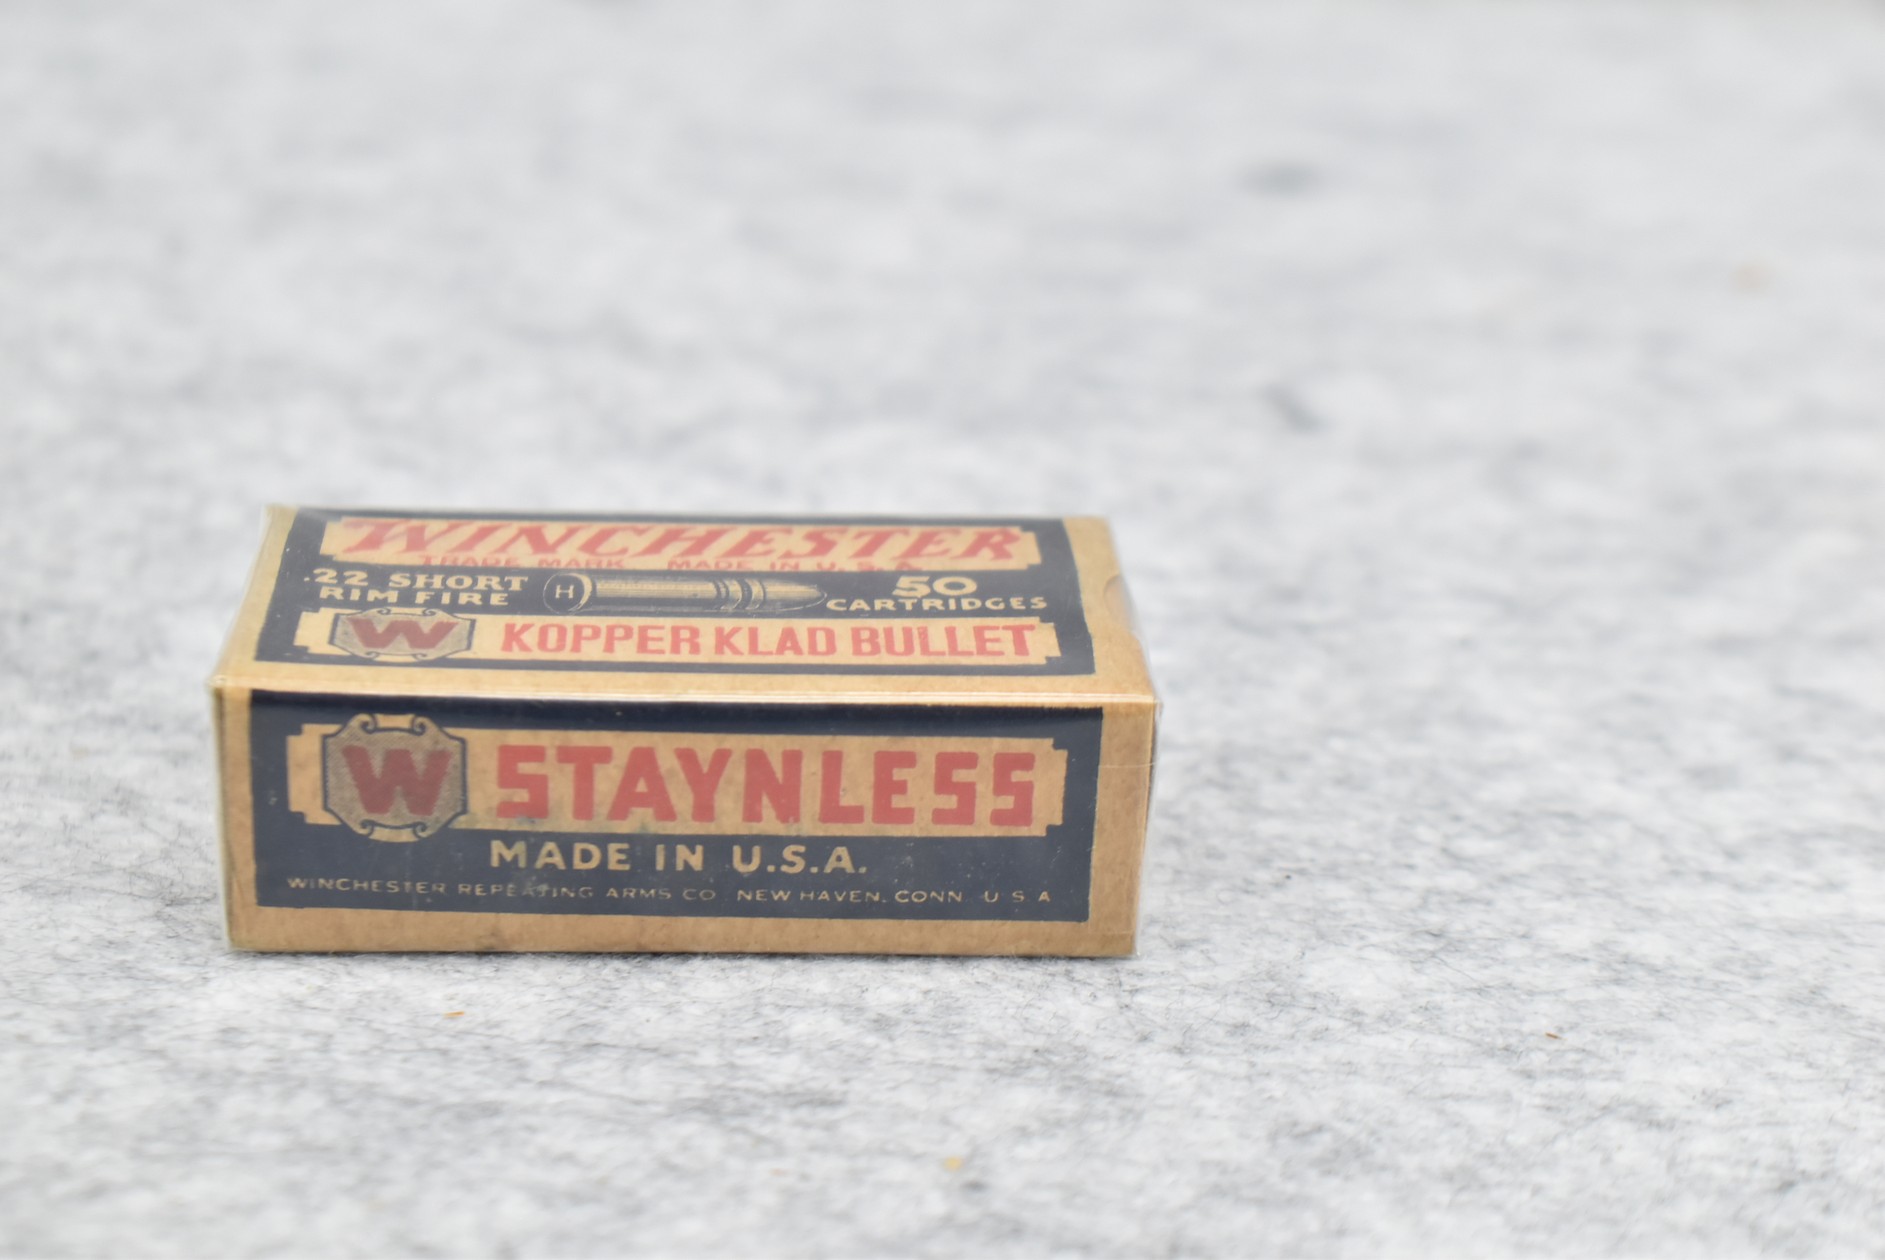 WINCHESTER
TRADE MARK MADE IN U.S.A.
.22 SHORT
RIM FIRE
H
50
CARTRIDGES
W KOPPER KLAD BULLET
W STAYNLESS
MADE IN U.S.A.
WINCHESTER REPEATING ARMS CO NEW HAVEN, CONN U S A